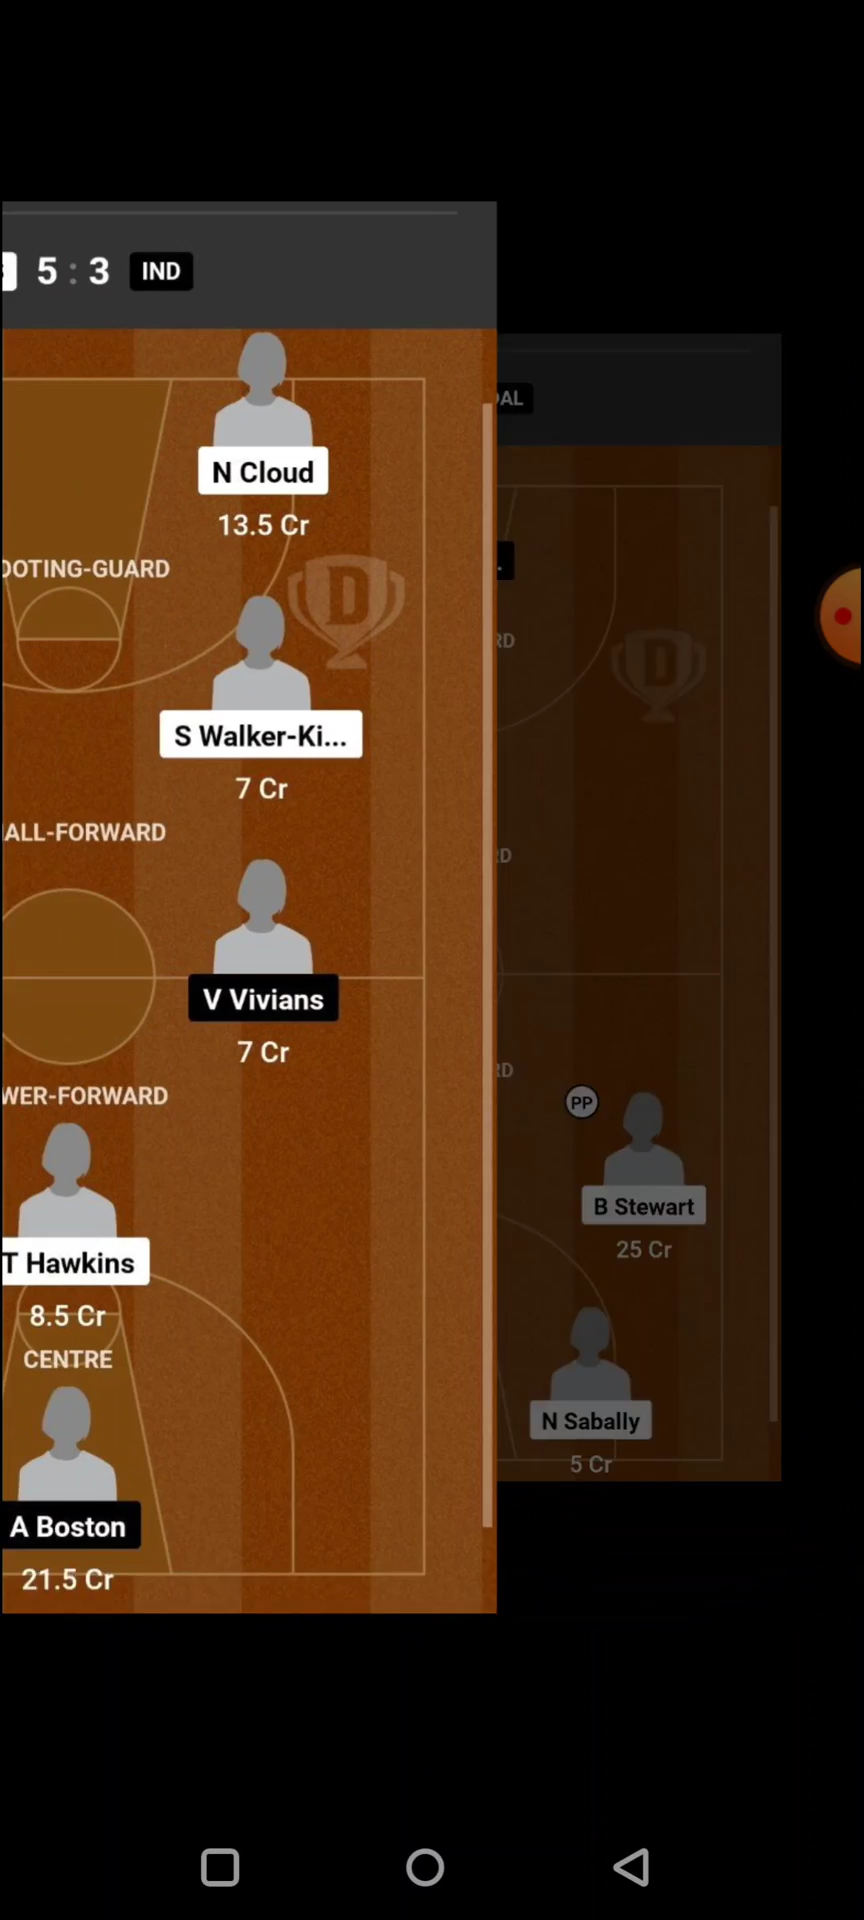 5 : 3 IND
N Cloud
13.5 Cr
OOTING-GUARD
D
S Walker-Ki...
7 Cr
ALL-FORWARD
V Vivians
7 Cr
WER-FORWARD
T Hawkins
8.5 Cr
CENTRE
A Boston
21.5 Cr
AL
.
RD
D
RD
RD
PP
B Stewart
25 Cr
N Sabally
5 Cr